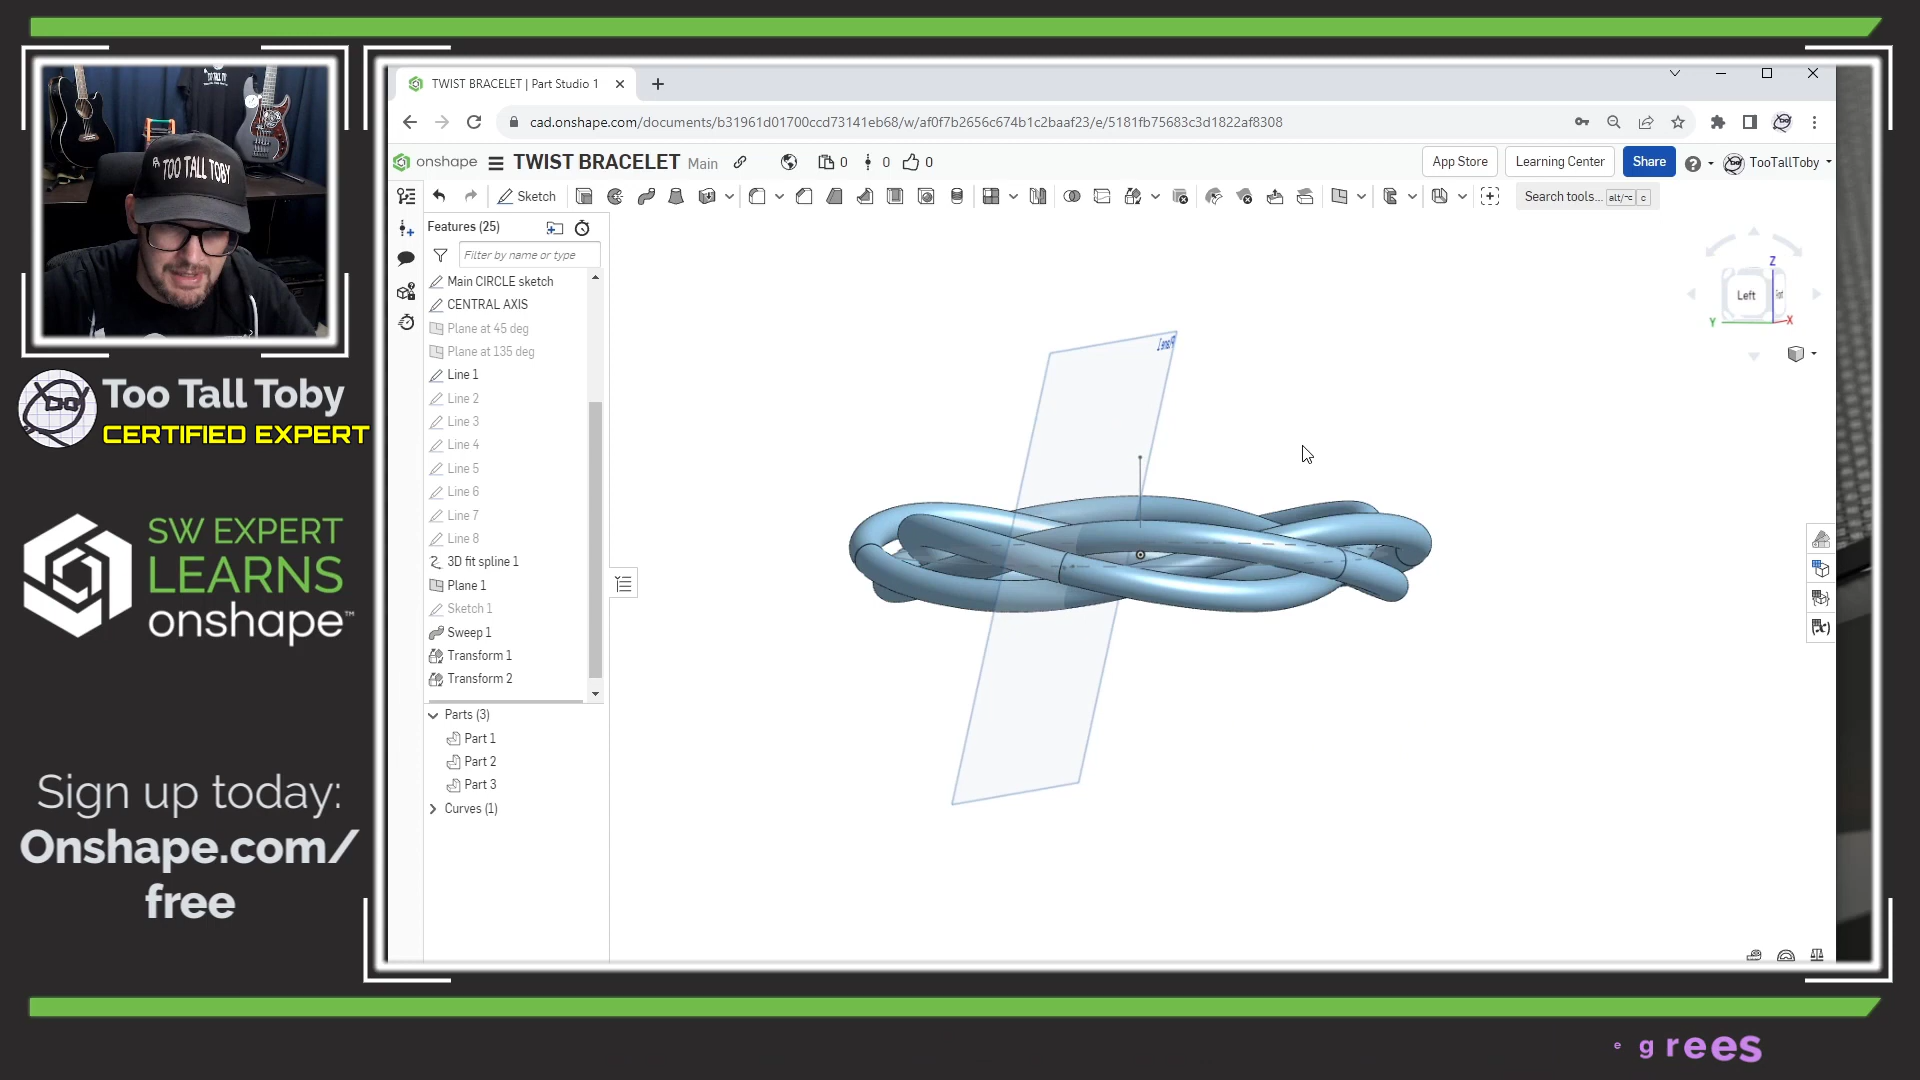 TOO TALL TOBY
Too Tall Toby
CERTIFIED EXPERT
SW EXPERT
LEARNS
onshape™
Sign up today:
Onshape.com/
free
TWIST BRACELET | Part Studio 1
cad.onshape.com/documents/b31961d01700ccd73141eb68/w/af0f7b2656c674b1c2baaf23/e/5181fb75683c3d1822af8308
onshape TWIST BRACELET Main 0 0 0 App Store Learning Center Share TooTallToby
Sketch Search tools... alt/⌥ c
Features (25)
Filter by name or type
Main CIRCLE sketch
CENTRAL AXIS
Plane at 45 deg
Plane at 135 deg
Line 1
Line 2
Line 3
Line 4
Line 5
Line 6
Line 7
Line 8
3D fit spline 1
Plane 1
Sketch 1
Sweep 1
Transform 1
Transform 2
Parts (3)
Part 1
Part 2
Part 3
Curves (1)
Plane 1
Z
Left
Y
X
(x)
e grees